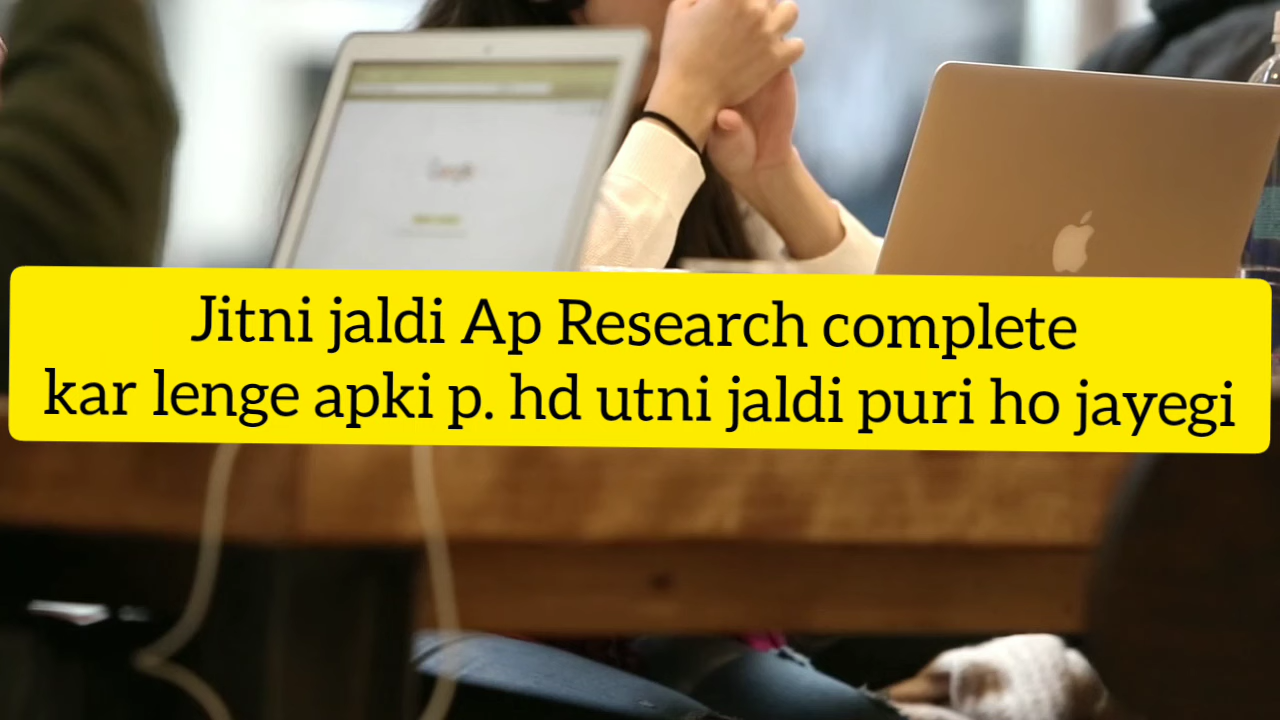 Jitni jaldi Ap Research complete
kar lenge apki p. hd utni jaldi puri ho jayegi